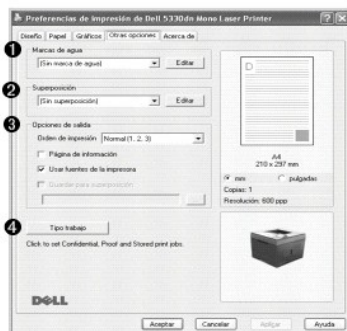 Preferencias de impresión de Dell 5330dn Mono Laser Printer
Diseño Papel Gráficos Otras opciones Acerca de
1 Marcas de agua
(Sin marca de agua) Editar
2 Superposición
(Sin superposición) Editar
3 Opciones de salida
Orden de impresión Normal (1, 2, 3)
Página de información
Usar fuentes de la impresora
Guardar para superposición
D
A4
210 x 297 mm
mm pulgadas
Copias: 1
Resolución: 600 ppp
4 Tipo trabajo
Click to set Confidential, Proof and Stored print jobs.
DELL
Aceptar Cancelar Aplicar Ayuda